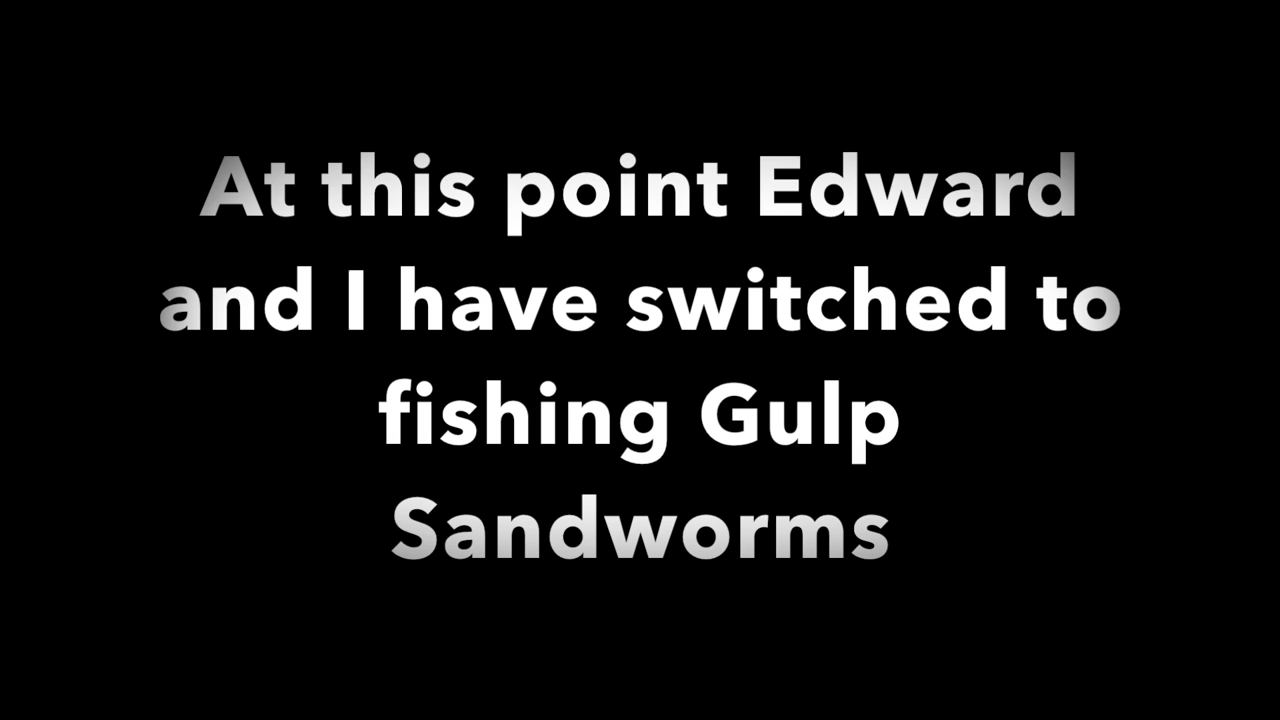 At this point Edward
and I have switched to
fishing Gulp
Sandworms